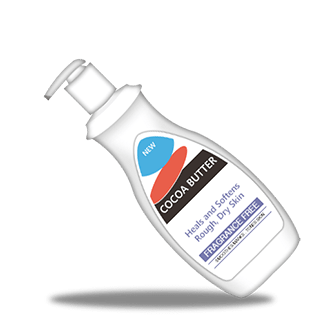 NEW
COCOA BUTTER
Heals and Softens
Rough, Dry Skin
FRAGRANCE FREE